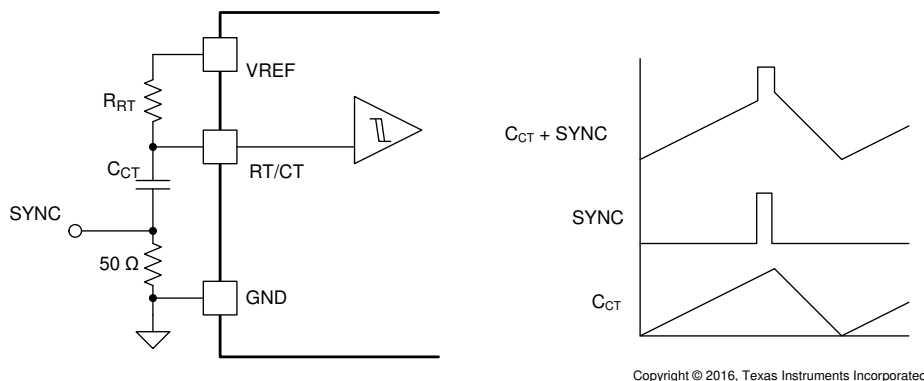 VREF
R_RT
RT/CT
C_CT
SYNC
50 Ω
GND
C_CT + SYNC
SYNC
C_CT
Copyright © 2016, Texas Instruments Incorporated